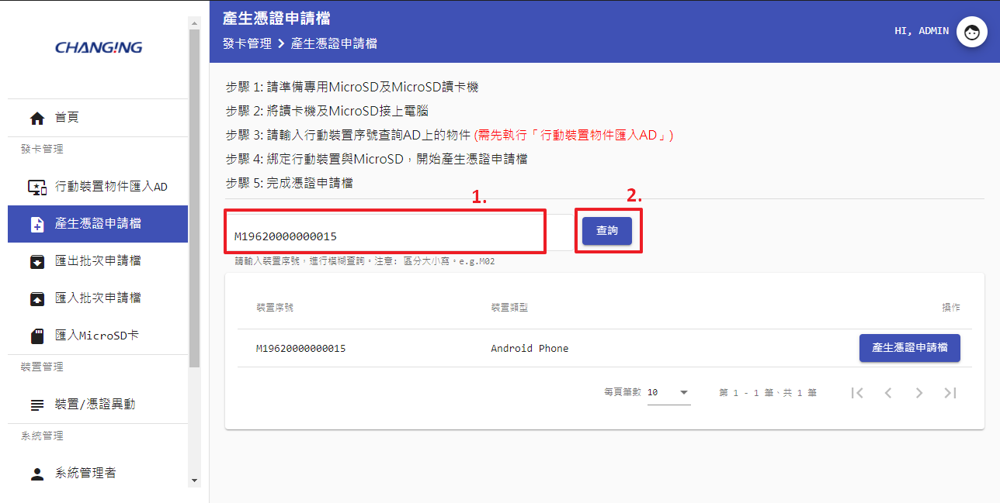 CHANG!NG
首頁
發卡管理
行動裝置物件匯入AD
產生憑證申請檔
匯出批次申請檔
匯入批次申請檔
匯入MicroSD卡
裝置管理
裝置/憑證異動
系統管理
系統管理者
產生憑證申請檔
發卡管理 > 產生憑證申請檔
HI, ADMIN
步驟 1: 請準備專用MicroSD及MicroSD讀卡機
步驟 2: 將讀卡機及MicroSD接上電腦
步驟 3: 請輸入行動裝置序號查詢AD上的物件 (需先執行「行動裝置物件匯入AD」)
步驟 4: 綁定行動裝置與MicroSD，開始產生憑證申請檔
步驟 5: 完成憑證申請檔
1. 2.
M19620000000015 查詢
請輸入裝置序號，進行模糊查詢。注意: 區分大小寫。e.g.M02
裝置序號 裝置類型 操作
M19620000000015 Android Phone 產生憑證申請檔
每頁筆數 10 第 1 - 1 筆、共 1 筆